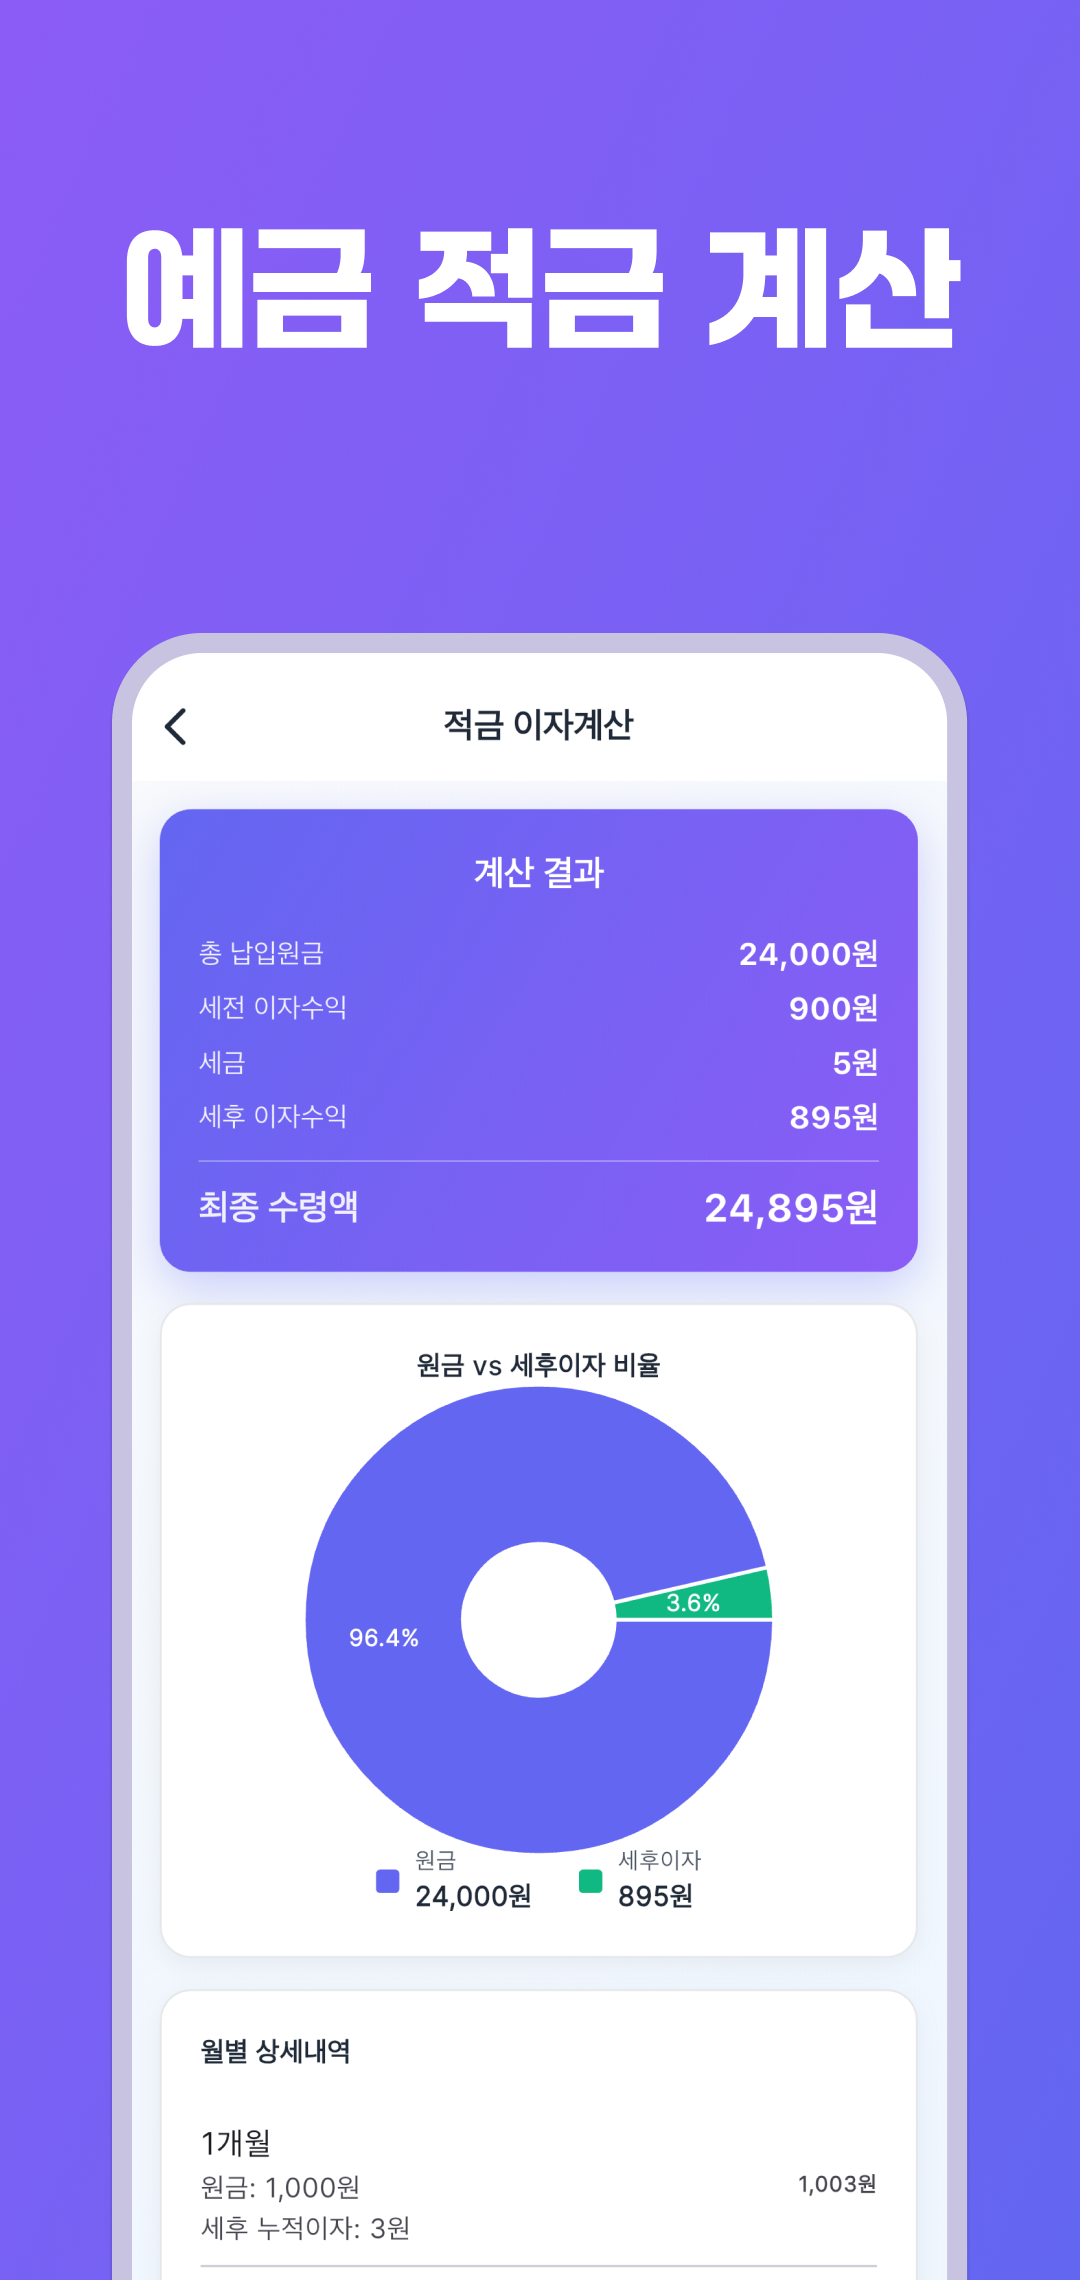 예금 적금 계산
적금 이자계산
계산 결과
총 납입원금 24,000원
세전 이자수익 900원
세금 5원
세후 이자수익 895원
최종 수령액 24,895원
원금 vs 세후이자 비율
3.6%
96.4%
원금 세후이자
24,000원 895원
월별 상세내역
1개월
원금: 1,000원 1,003원
세후 누적이자: 3원